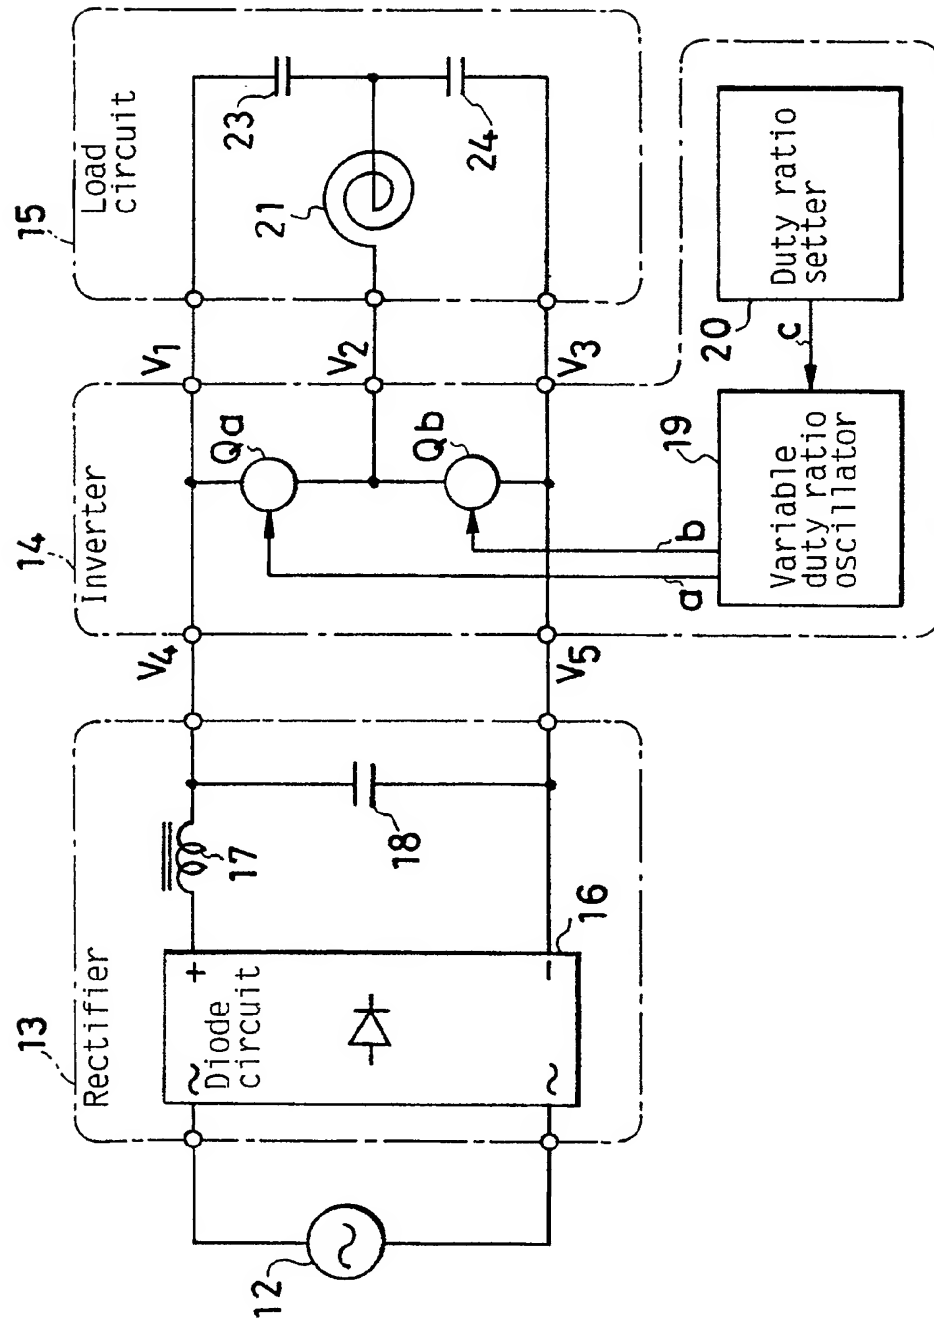 12
13
Rectifier
~
~
Diode
circuit
+
−
16
17
18
14
Inverter
V4
V5
Qa
Qb
a
b
V1
V2
V3
19
Variable
duty ratio
oscillator
c
20
Duty ratio
setter
15
Load
circuit
21
23
24